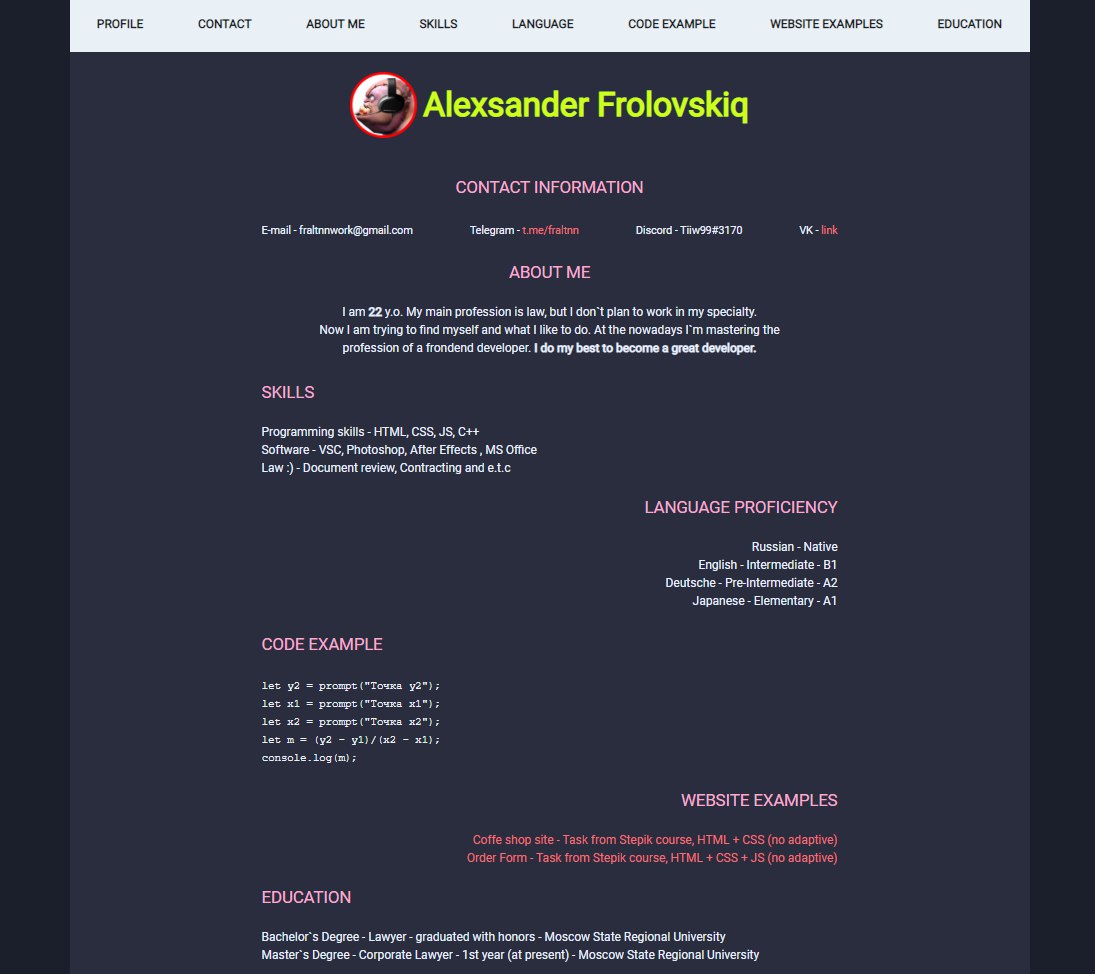 PROFILE CONTACT ABOUT ME SKILLS LANGUAGE CODE EXAMPLE WEBSITE EXAMPLES EDUCATION
Alexsander Frolovskiq
CONTACT INFORMATION
E-mail - fraltnnwork@gmail.com Telegram - t.me/fraltnn Discord - Tiiw99#3170 VK - link
ABOUT ME
I am 22 y.o. My main profession is law, but I don`t plan to work in my specialty.
Now I am trying to find myself and what I like to do. At the nowadays I`m mastering the
profession of a frondend developer. I do my best to become a great developer.
SKILLS
Programming skills - HTML, CSS, JS, C++
Software - VSC, Photoshop, After Effects , MS Office
Law :) - Document review, Contracting and e.t.c
LANGUAGE PROFICIENCY
Russian - Native
English - Intermediate - B1
Deutsche - Pre-Intermediate - A2
Japanese - Elementary - A1
CODE EXAMPLE
let y2 = prompt("Точка y2");
let x1 = prompt("Точка x1");
let x2 = prompt("Точка x2");
let m = (y2 - y1)/(x2 - x1);
console.log(m);
WEBSITE EXAMPLES
Coffe shop site - Task from Stepik course, HTML + CSS (no adaptive)
Order Form - Task from Stepik course, HTML + CSS + JS (no adaptive)
EDUCATION
Bachelor`s Degree - Lawyer - graduated with honors - Moscow State Regional University
Master`s Degree - Corporate Lawyer - 1st year (at present) - Moscow State Regional University